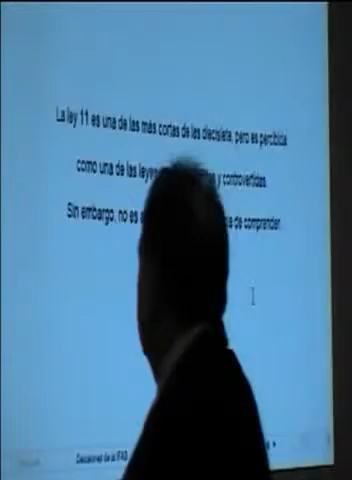 La ley 11 es una de las más cortas de las diecisiete, pero es percibida
como una de las leyes y controvertidas.
Sin embargo, no es de comprender.
Decisiones de la IFAB